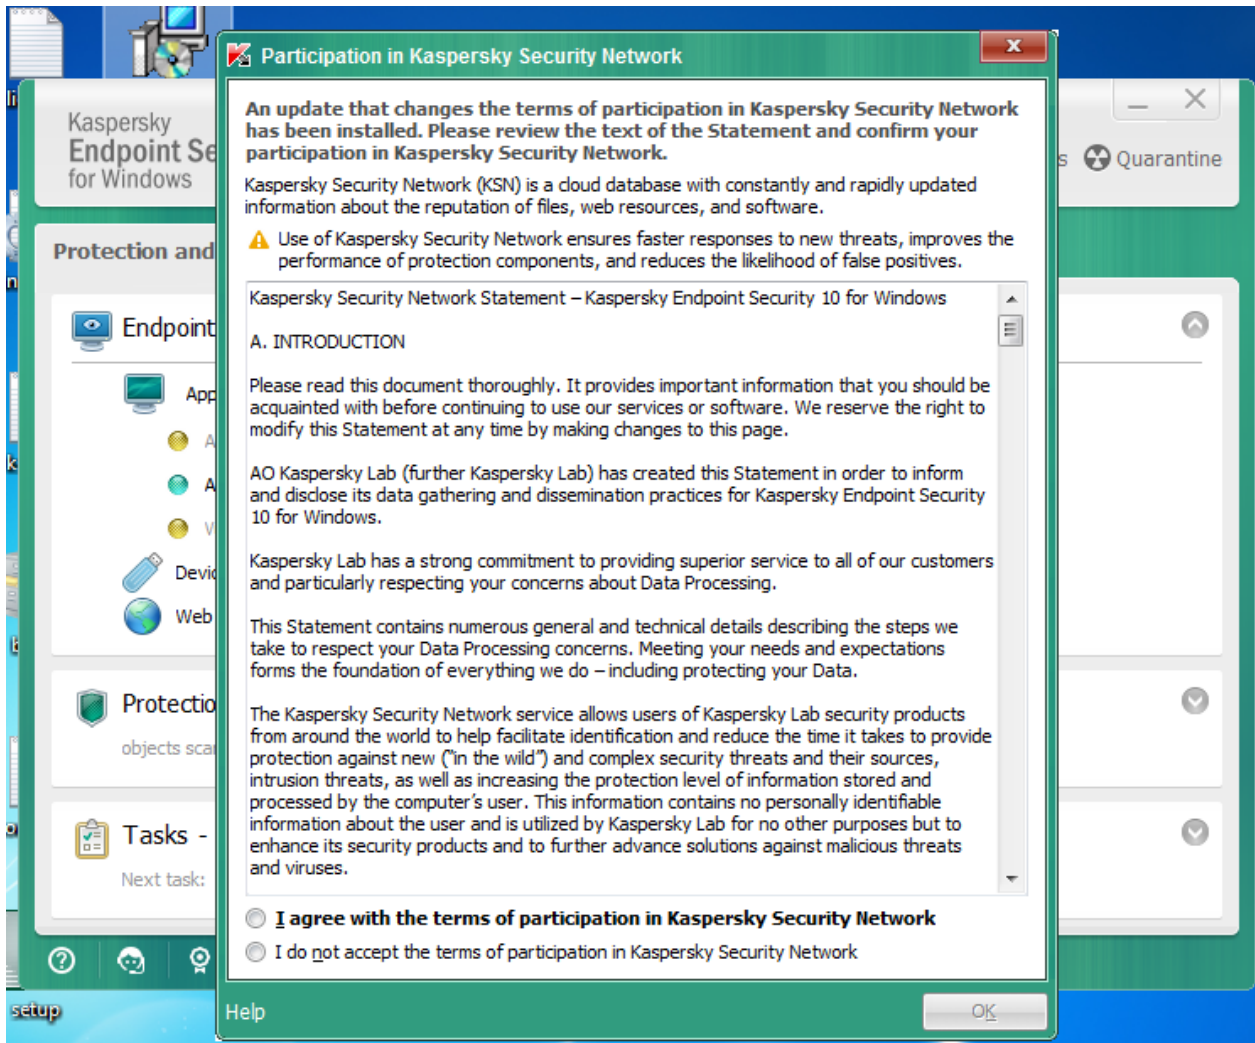 Participation in Kaspersky Security Network
x
An update that changes the terms of participation in Kaspersky Security Network
has been installed. Please review the text of the Statement and confirm your
participation in Kaspersky Security Network.
Kaspersky Security Network (KSN) is a cloud database with constantly and rapidly updated
information about the reputation of files, web resources, and software.
Use of Kaspersky Security Network ensures faster responses to new threats, improves the
performance of protection components, and reduces the likelihood of false positives.
Kaspersky Security Network Statement – Kaspersky Endpoint Security 10 for Windows
A. INTRODUCTION
Please read this document thoroughly. It provides important information that you should be
acquainted with before continuing to use our services or software. We reserve the right to
modify this Statement at any time by making changes to this page.
AO Kaspersky Lab (further Kaspersky Lab) has created this Statement in order to inform
and disclose its data gathering and dissemination practices for Kaspersky Endpoint Security
10 for Windows.
Kaspersky Lab has a strong commitment to providing superior service to all of our customers
and particularly respecting your concerns about Data Processing.
This Statement contains numerous general and technical details describing the steps we
take to respect your Data Processing concerns. Meeting your needs and expectations
forms the foundation of everything we do – including protecting your Data.
The Kaspersky Security Network service allows users of Kaspersky Lab security products
from around the world to help facilitate identification and reduce the time it takes to provide
protection against new ("in the wild") and complex security threats and their sources,
intrusion threats, as well as increasing the protection level of information stored and
processed by the computer's user. This information contains no personally identifiable
information about the user and is utilized by Kaspersky Lab for no other purposes but to
enhance its security products and to further advance solutions against malicious threats
and viruses.
I agree with the terms of participation in Kaspersky Security Network
I do not accept the terms of participation in Kaspersky Security Network
Help
OK
Kaspersky
Endpoint Se
for Windows
s
Quarantine
Protection and
Endpoint
App
A
A
W
Devic
Web
Protectio
objects sca
Tasks -
Next task:
setup